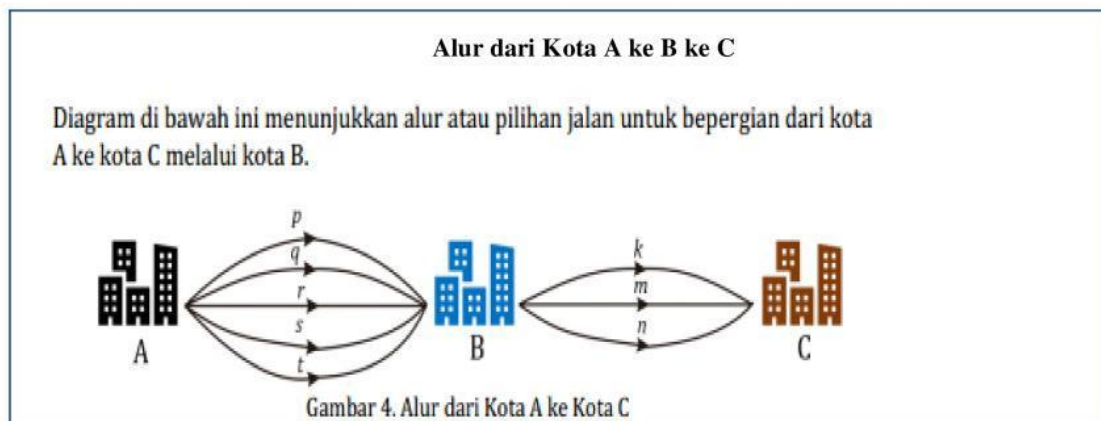 Alur dari Kota A ke B ke C
Diagram di bawah ini menunjukkan alur atau pilihan jalan untuk bepergian dari kota
A ke kota C melalui kota B.
p
q
r
s
t
k
m
n
A
B
C
Gambar 4. Alur dari Kota A ke Kota C